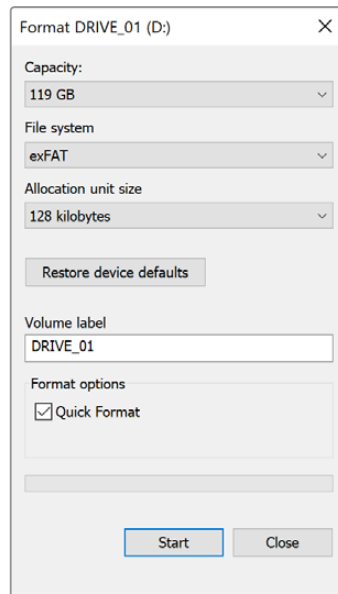 Format DRIVE_01 (D:)
Capacity:
119 GB
File system
exFAT
Allocation unit size
128 kilobytes
Restore device defaults
Volume label
DRIVE_01
Format options
Quick Format
Start
Close